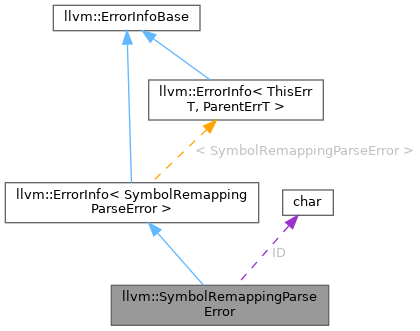 llvm::ErrorInfoBase
llvm::ErrorInfo< ThisErr
T, ParentErrT >
< SymbolRemappingParseError >
llvm::ErrorInfo< SymbolRemapping
ParseError >
char
ID
llvm::SymbolRemappingParse
Error